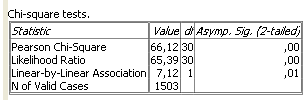 Chi-square tests.
Statistic Value df Asymp. Sig. (2-tailed)
Pearson Chi-Square 66,12 30 ,00
Likelihood Ratio 65,39 30 ,00
Linear-by-Linear Association 7,12 1 ,01
N of Valid Cases 1503